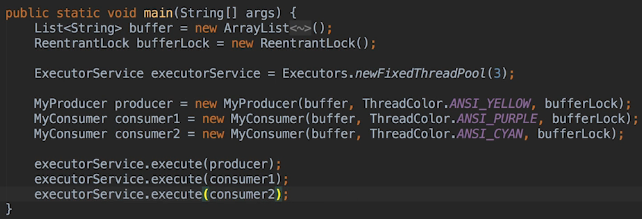 public static void main(String[] args) {
List<String> buffer = new ArrayList<~>();
ReentrantLock bufferLock = new ReentrantLock();
ExecutorService executorService = Executors.newFixedThreadPool(3);
MyProducer producer = new MyProducer(buffer, ThreadColor.ANSI_YELLOW, bufferLock);
MyConsumer consumer1 = new MyConsumer(buffer, ThreadColor.ANSI_PURPLE, bufferLock);
MyConsumer consumer2 = new MyConsumer(buffer, ThreadColor.ANSI_CYAN, bufferLock);
executorService.execute(producer);
executorService.execute(consumer1);
executorService.execute(consumer2);
}